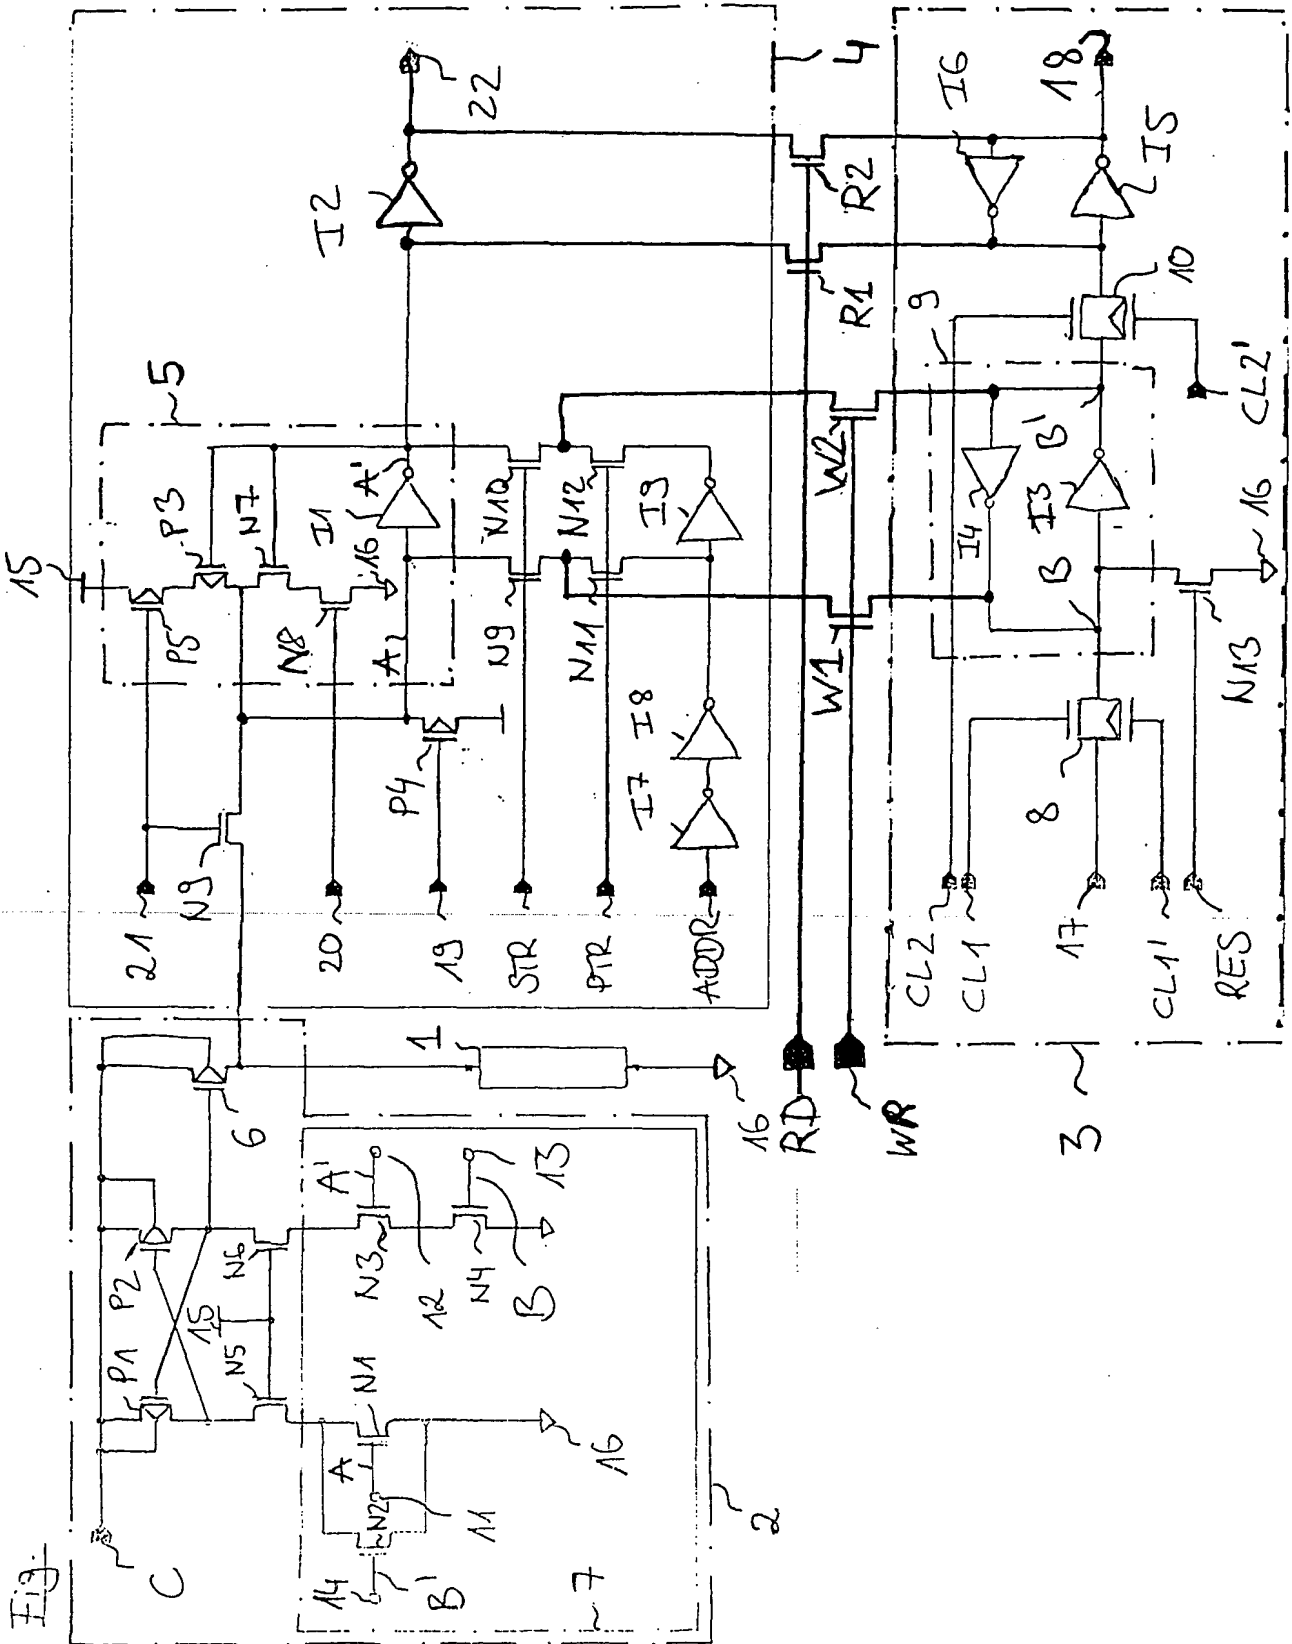 Fig.
C
P1
P2
6
1
15
N5
N6
A
N1
N2
11
14
B'
7
2
16
A'
N3
12
N4
B
13
16
RD
WR
21
N9
20
19
STR
PTR
ADDR
15
5
P5
P3
N7
N8
I1
16
A'
A
P4
N9
N10
N11
N12
I7
I8
I9
I2
22
4
R1
R2
W1
W2
3
CL2
CL1
17
CL1'
RES
8
9
10
B
B'
I3
I4
I5
I6
N13
16
CL2'
18